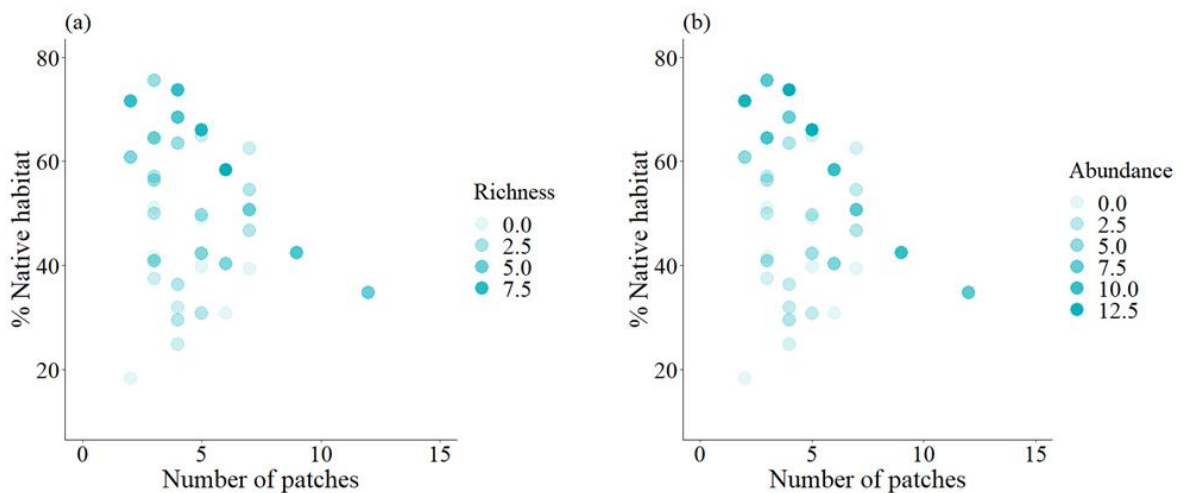 (a)
% Native habitat
80
60
40
20
0 5 10 15
Number of patches
Richness
0.0
2.5
5.0
7.5
(b)
% Native habitat
80
60
40
20
0 5 10 15
Number of patches
Abundance
0.0
2.5
5.0
7.5
10.0
12.5